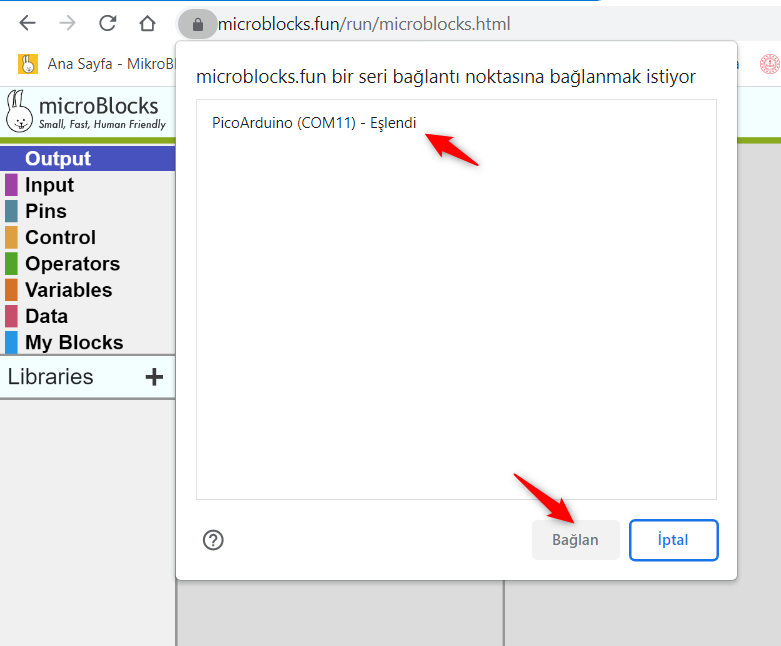 microblocks.fun/run/microblocks.html
Ana Sayfa - MikroB
microBlocks
Small, Fast, Human Friendly
microblocks.fun bir seri bağlantı noktasına bağlanmak istiyor
PicoArduino (COM11) - Eşlendi
Output
Input
Pins
Control
Operators
Variables
Data
My Blocks
Libraries +
Bağlan
İptal